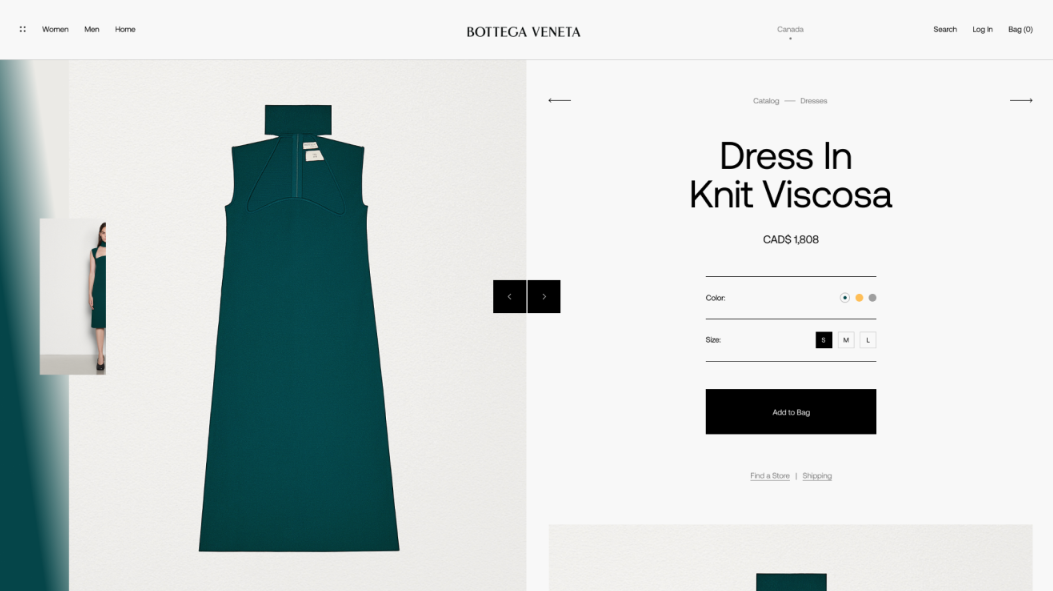 Women
Men
Home
BOTTEGA VENETA
Canada
Search
Log In
Bag (0)
Catalog — Dresses
Dress In
Knit Viscosa
CAD$ 1,808
Color:
Size:
S
M
L
Add to Bag
Find a Store | Shipping